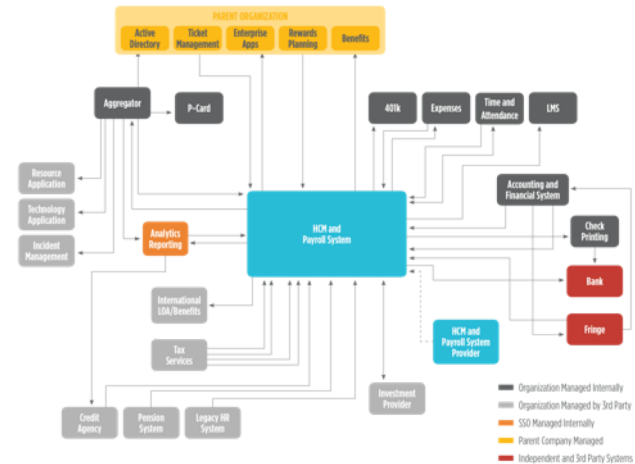 PARENT ORGANIZATION
Active
Directory
Ticket
Management
Enterprise
Apps
Rewards
Planning
Benefits
Aggregator
P-Card
401k
Expenses
Time and
Attendance
LMS
Resource
Application
Technology
Application
Incident
Management
Analytics
Reporting
HCM and
Payroll System
Accounting and
Financial System
Check
Printing
Bank
Fringe
International
LOA/Benefits
Tax
Services
HCM and
Payroll System
Provider
Credit
Agency
Pension
System
Legacy HR
System
Investment
Provider
Organization Managed Internally
Organization Managed by 3rd Party
SSO Managed Internally
Parent Company Managed
Independent and 3rd Party Systems